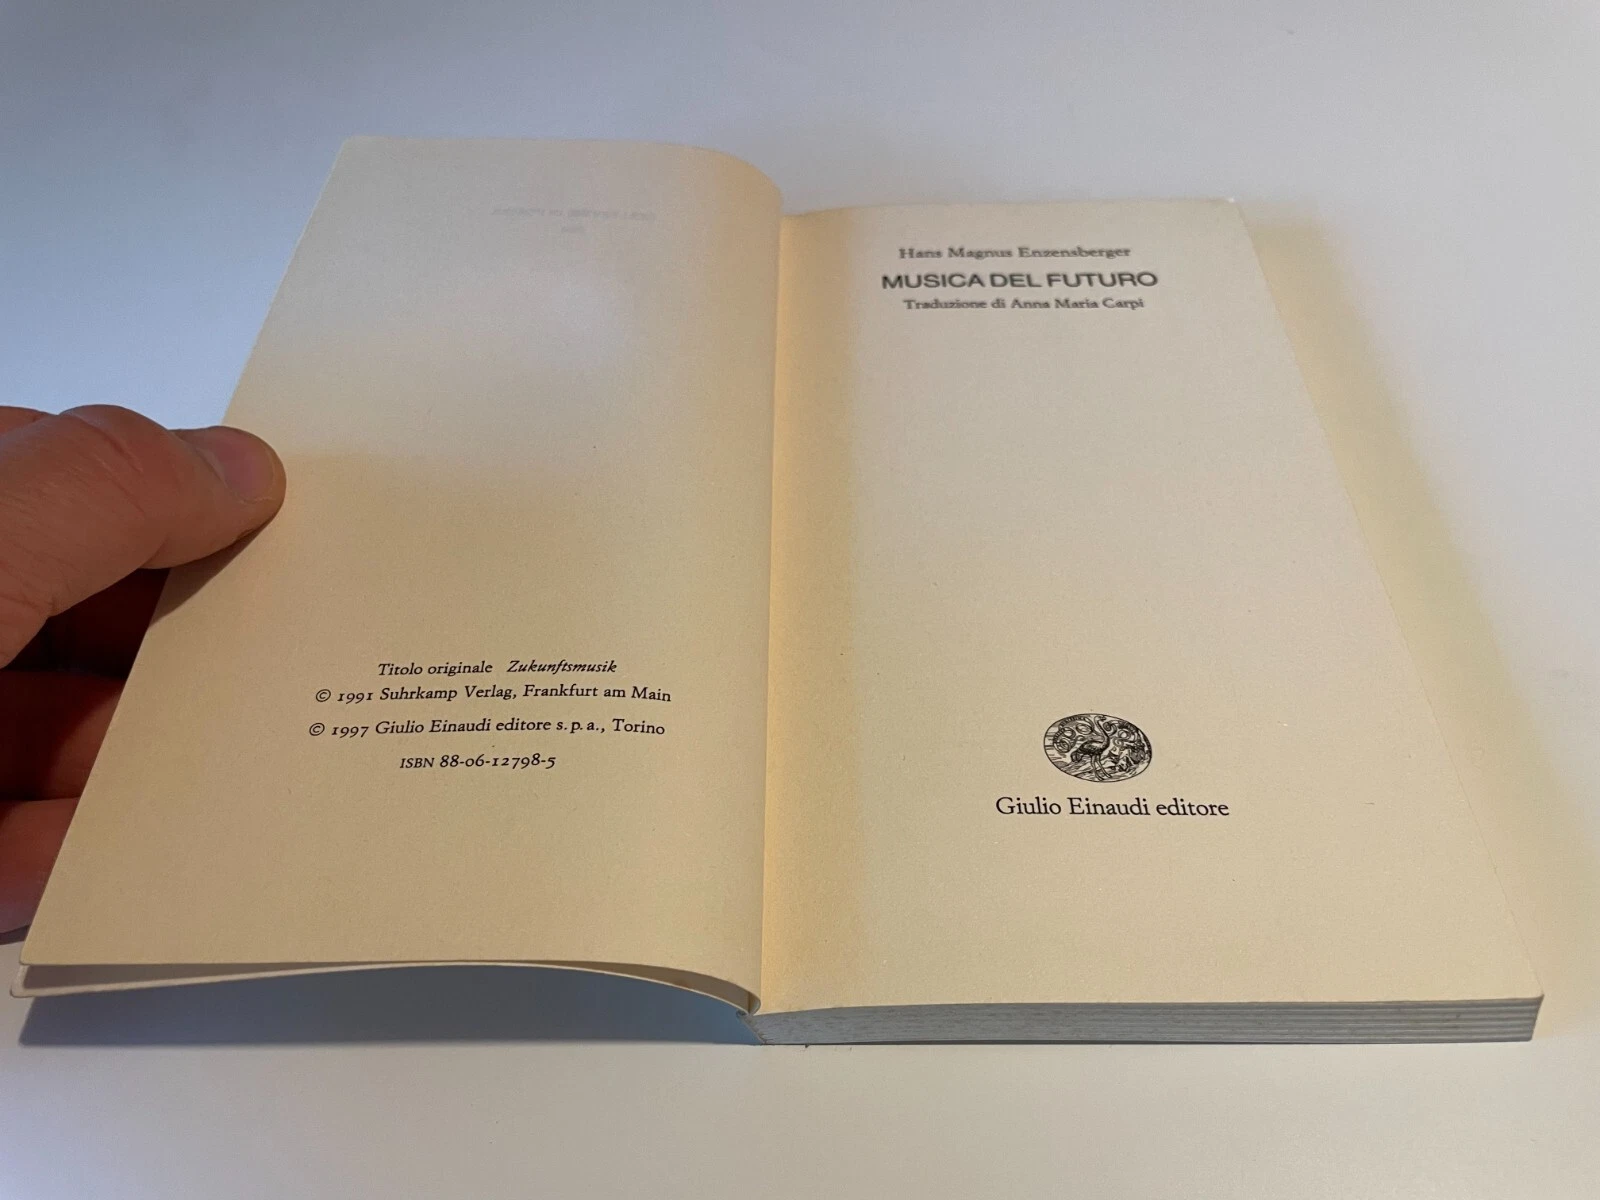 Titolo originale Zukunftsmusik
© 1991 Suhrkamp Verlag, Frankfurt am Main
© 1997 Giulio Einaudi editore s.p.a., Torino
ISBN 88-06-12798-5
Hans Magnus Enzensberger
MUSICA DEL FUTURO
Traduzione di Anna Maria Carpi
Giulio Einaudi editore